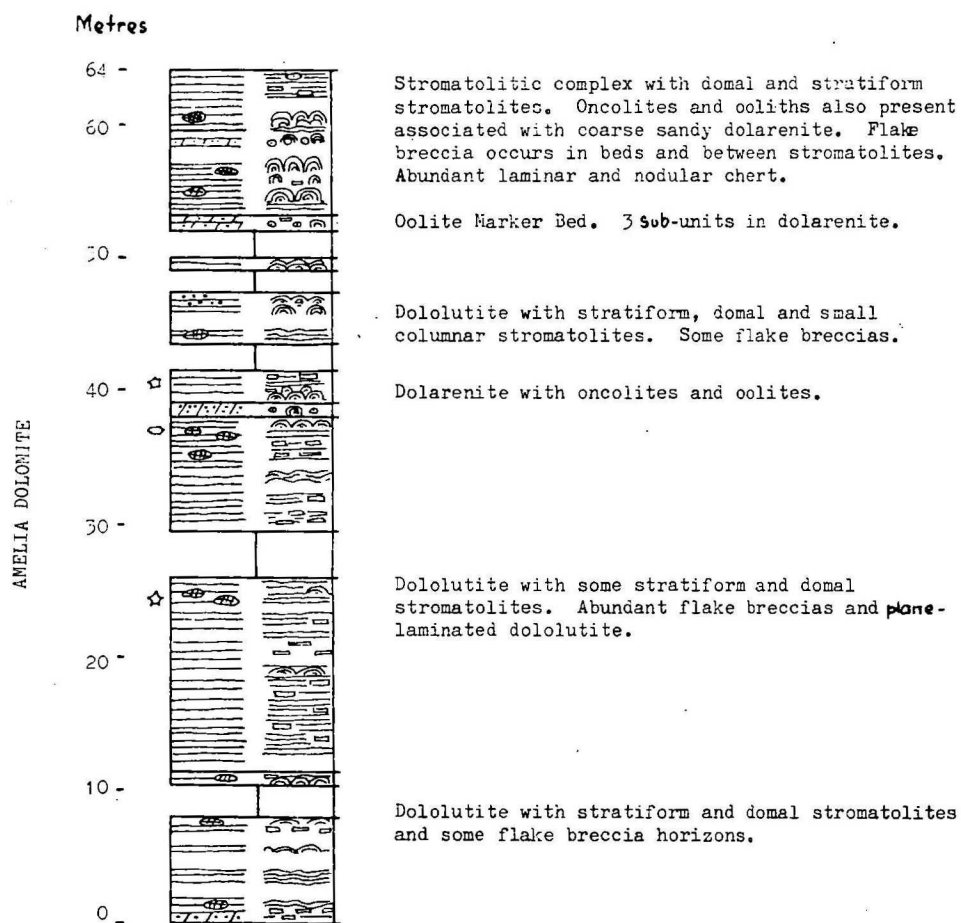 Metres
64 -
Stromatolitic complex with domal and stratiform
stromatolites. Oncolites and ooliths also present
60 -
associated with coarse sandy dolarenite. Flake
breccia occurs in beds and between stromatolites.
Abundant laminar and nodular chert.
Oolite Marker Bed. 3 sub-units in dolarenite.
50 -
Dololutite with stratiform, domal and small
columnar stromatolites. Some flake breccias.
40 -
Dolarenite with oncolites and oolites.
AMELIA DOLOMITE
30 -
Dololutite with some stratiform and domal
stromatolites. Abundant flake breccias and plane-
laminated dololutite.
20 -
10 -
Dololutite with stratiform and domal stromatolites
and some flake breccia horizons.
0 -